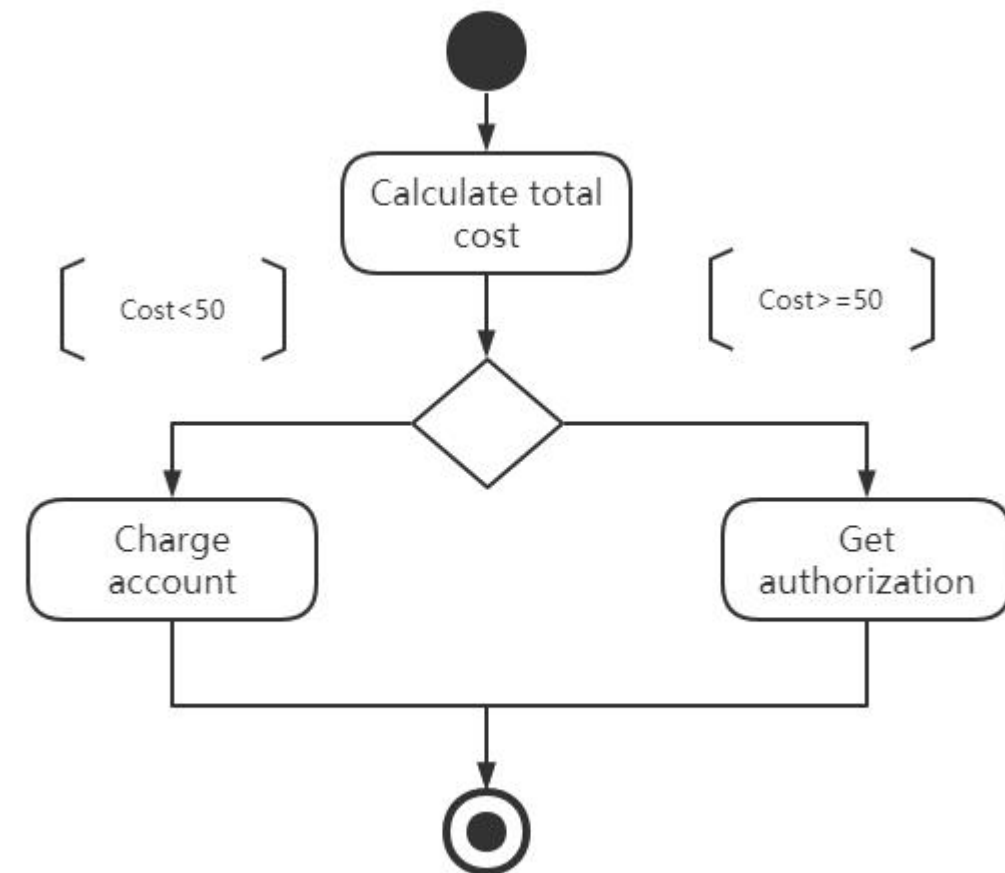 Calculate total
cost
Cost<50
Cost>=50
Charge
account
Get
authorization